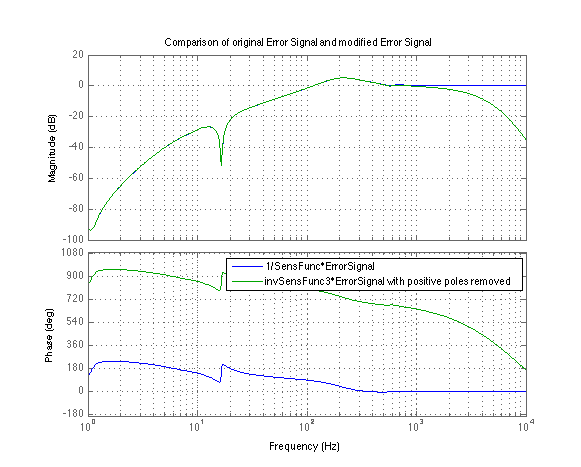 Comparison of original Error Signal and modified Error Signal
20
0
-20
-40
-60
-80
-100
Magnitude (dB)
1080
900
720
540
360
180
0
-180
Phase (deg)
1/SensFunc*ErrorSignal
invSensFunc3*ErrorSignal with positive poles removed
10^0 10^1 10^2 10^3 10^4
Frequency (Hz)